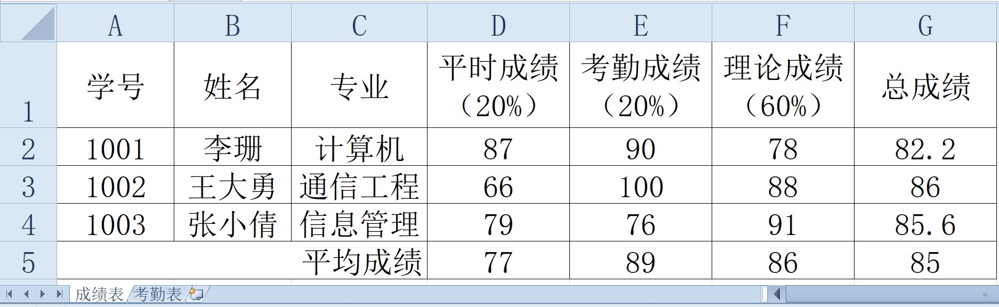 A B C D E F G
1 学号 姓名 专业 平时成绩（20%） 考勤成绩（20%） 理论成绩（60%） 总成绩
2 1001 李珊 计算机 87 90 78 82.2
3 1002 王大勇 通信工程 66 100 88 86
4 1003 张小倩 信息管理 79 76 91 85.6
5 平均成绩 77 89 86 85
成绩表 考勤表